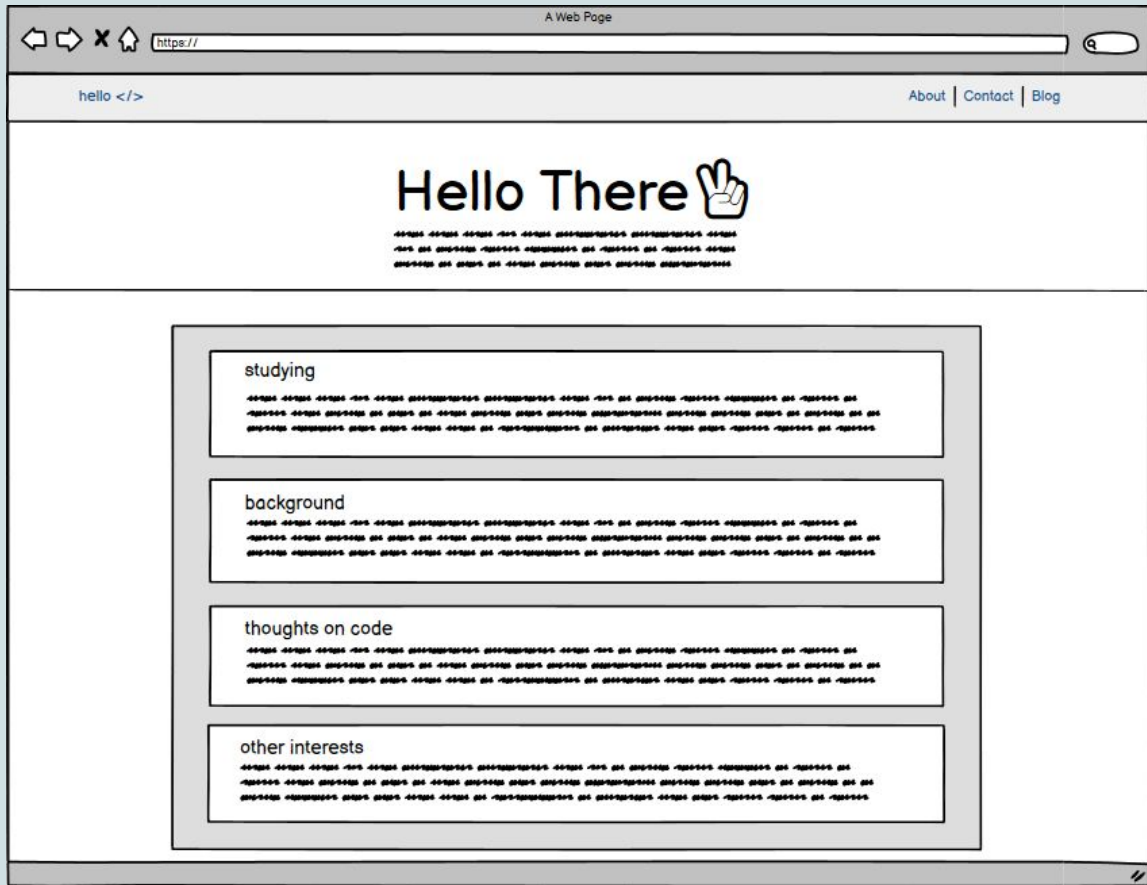 A Web Page
https://
hello </>
About | Contact | Blog
Hello There
studying
background
thoughts on code
other interests